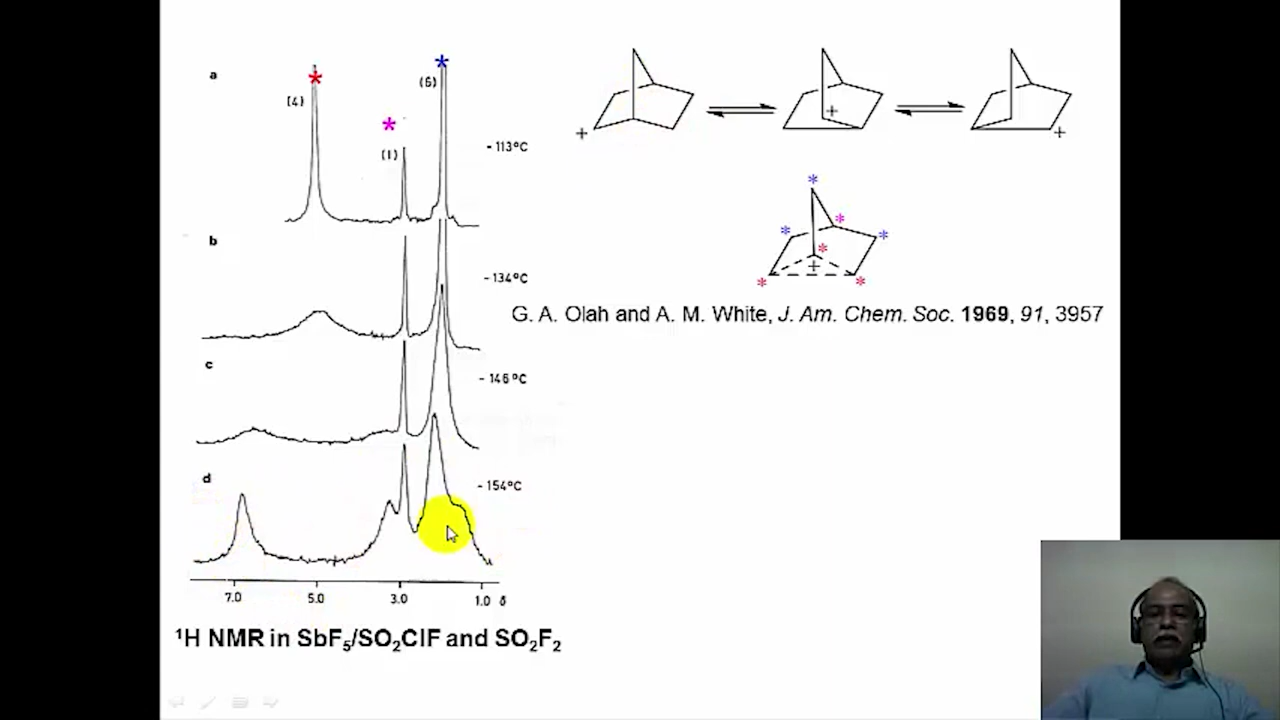 a
*
*
(4)
*
(6)
(1)
- 113°C
b
- 134°C
c
- 146°C
d
- 154°C
7.0 5.0 3.0 1.0 δ
¹H NMR in SbF₅/SO₂ClF and SO₂F₂
+
+
+
*
*
*
*
*
+
*
*
G. A. Olah and A. M. White, J. Am. Chem. Soc. 1969, 91, 3957